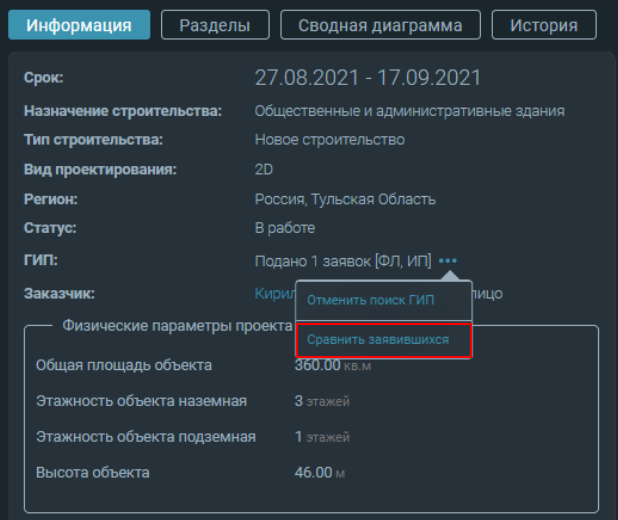 Информация Разделы Сводная диаграмма История
Срок: 27.08.2021 - 17.09.2021
Назначение строительства: Общественные и административные здания
Тип строительства: Новое строительство
Вид проектирования: 2D
Регион: Россия, Тульская Область
Статус: В работе
ГИП: Подано 1 заявок [ФЛ, ИП] •••
Отменить поиск ГИП
Заказчик:
Физические параметры проекта
Сравнить заявившихся
Общая площадь объекта 360.00 кв.м
Этажность объекта наземная 3 этажей
Этажность объекта подземная 1 этажей
Высота объекта 46.00 м